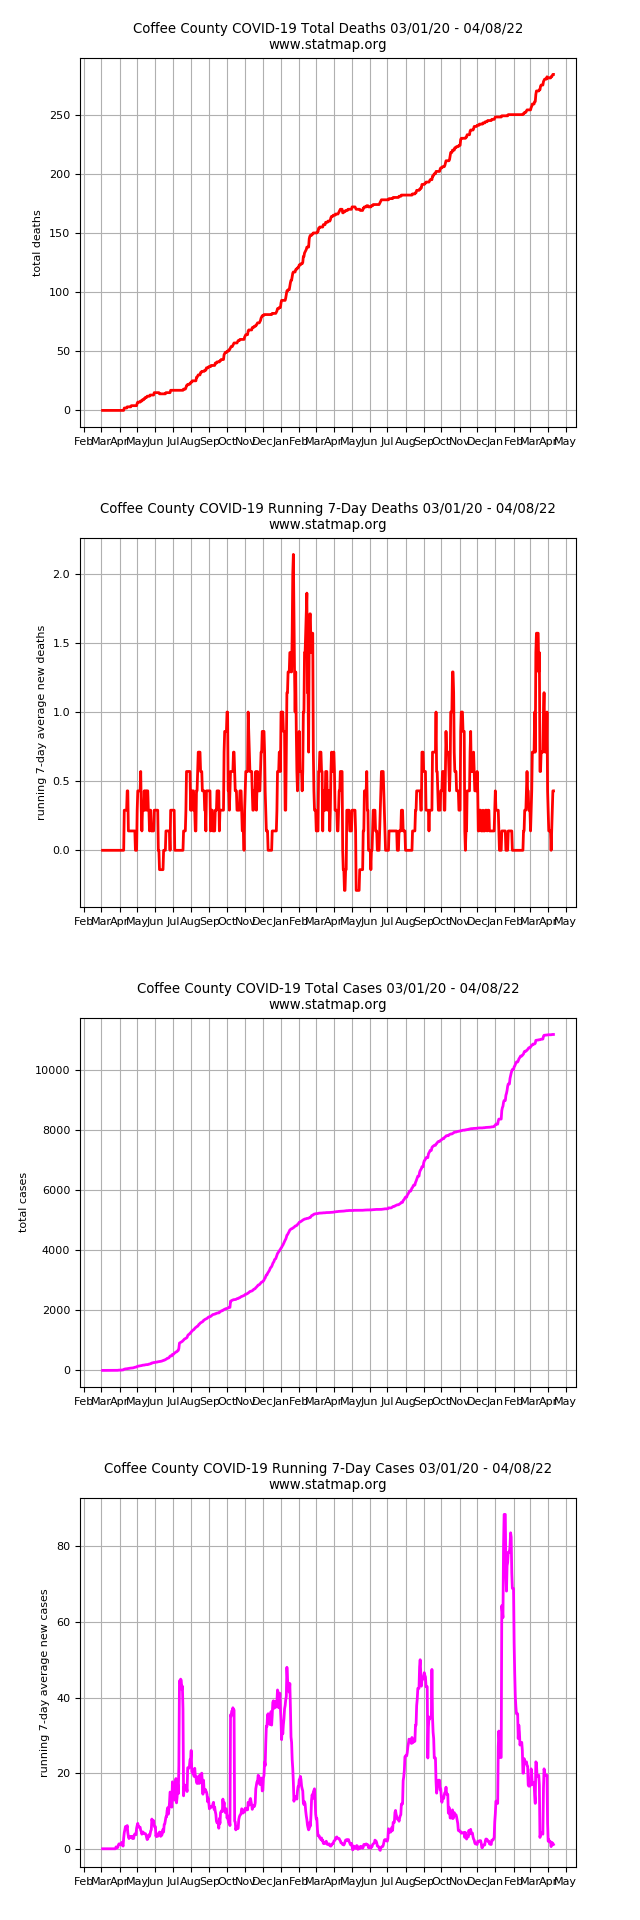 Coffee County COVID-19 Total Deaths 03/01/20 - 04/08/22
www.statmap.org
250
200
150
100
50
0
total deaths
Feb Mar Apr May Jun Jul Aug Sep Oct Nov Dec Jan Feb Mar Apr May Jun Jul Aug Sep Oct Nov Dec Jan Feb Mar Apr May
Coffee County COVID-19 Running 7-Day Deaths 03/01/20 - 04/08/22
www.statmap.org
2.0
1.5
1.0
0.5
0.0
running 7-day average new deaths
Feb Mar Apr May Jun Jul Aug Sep Oct Nov Dec Jan Feb Mar Apr May Jun Jul Aug Sep Oct Nov Dec Jan Feb Mar Apr May
Coffee County COVID-19 Total Cases 03/01/20 - 04/08/22
www.statmap.org
10000
8000
6000
4000
2000
0
total cases
Feb Mar Apr May Jun Jul Aug Sep Oct Nov Dec Jan Feb Mar Apr May Jun Jul Aug Sep Oct Nov Dec Jan Feb Mar Apr May
Coffee County COVID-19 Running 7-Day Cases 03/01/20 - 04/08/22
www.statmap.org
80
60
40
20
0
running 7-day average new cases
Feb Mar Apr May Jun Jul Aug Sep Oct Nov Dec Jan Feb Mar Apr May Jun Jul Aug Sep Oct Nov Dec Jan Feb Mar Apr May